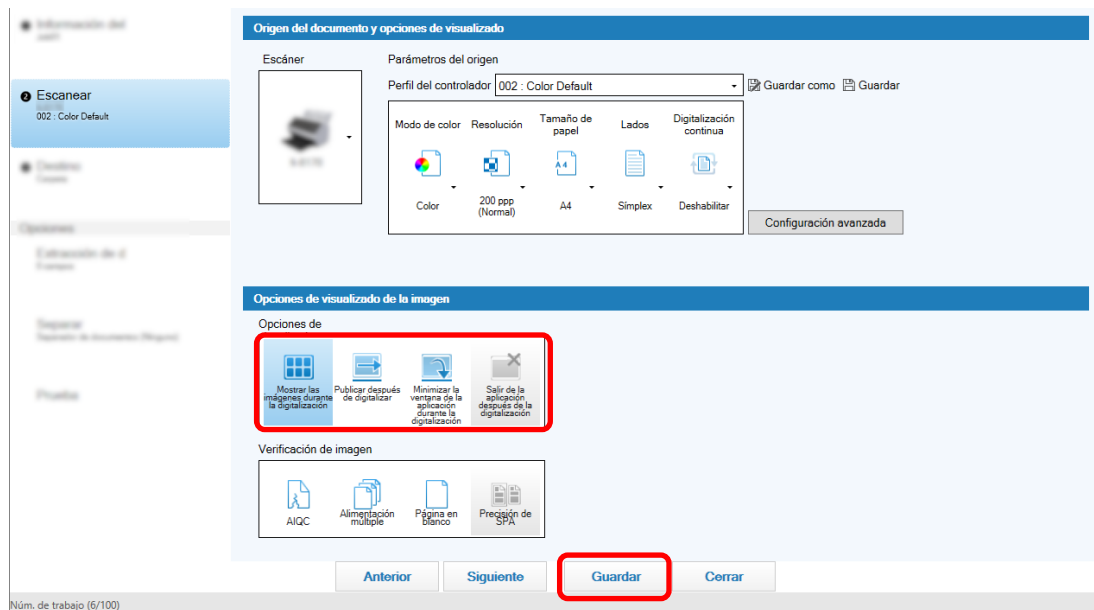 Origen del documento y opciones de visualizado
Escáner
Parámetros del origen
Perfil del controlador
002 : Color Default
Guardar como
Guardar
2
Escanear
002 : Color Default
Modo de color
Resolución
Tamaño de
papel
Lados
Digitalización
continua
A4
Color
200 ppp
(Normal)
A4
Simplex
Deshabilitar
Configuración avanzada
Opciones de visualizado de la imagen
Opciones de
Mostrar las
imágenes durante
la digitalización
Publicar después
de digitalizar
Minimizar la
ventana de la
aplicación
durante la
digitalización
Salir de la
aplicación
después de la
digitalización
Verificación de imagen
AIQC
Alimentación
múltiple
Página en
blanco
Precisión de
SPA
Anterior
Siguiente
Guardar
Cerrar
Núm. de trabajo (6/100)